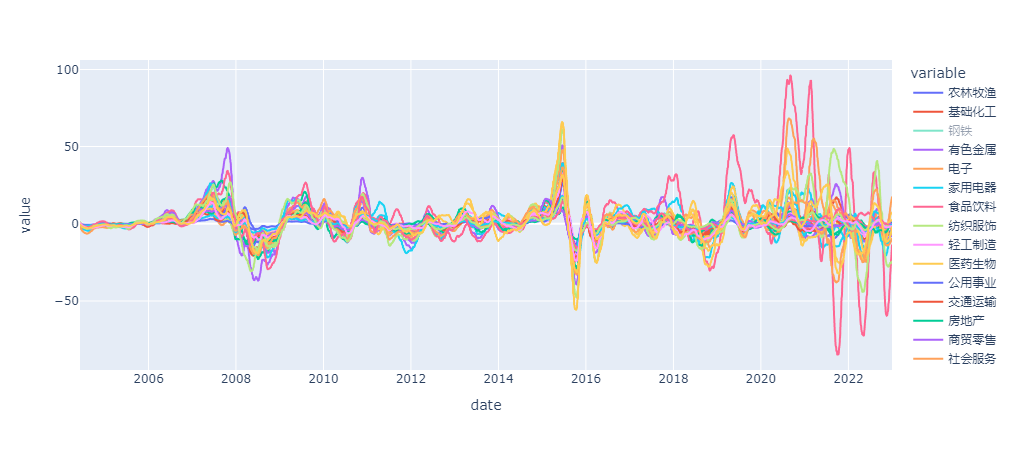 variable
农林牧渔
基础化工
钢铁
有色金属
电子
家用电器
食品饮料
纺织服饰
轻工制造
医药生物
公用事业
交通运输
房地产
商贸零售
社会服务
value
100
50
0
−50
2006
2008
2010
2012
2014
2016
2018
2020
2022
date